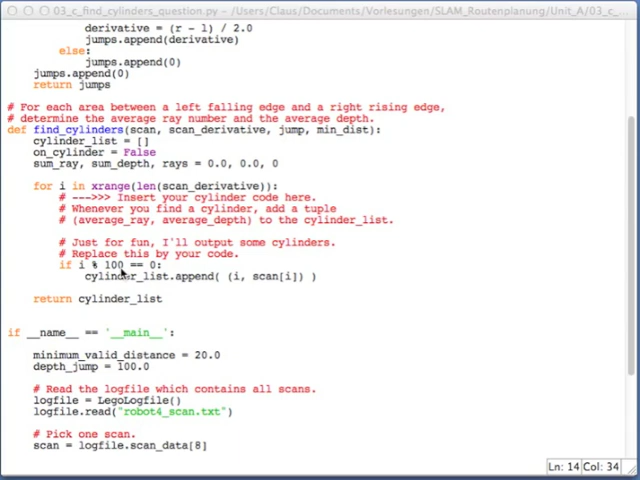 03_c_find_cylinders_question.py – /Users/Claus/Documents/Vorlesungen/SLAM_Routenplanung/Unit_A/03_c_...
derivative = (r - l) / 2.0
jumps.append(derivative)
else:
jumps.append(0)
jumps.append(0)
return jumps
# For each area between a left falling edge and a right rising edge,
# determine the average ray number and the average depth.
def find_cylinders(scan, scan_derivative, jump, min_dist):
cylinder_list = []
on_cylinder = False
sum_ray, sum_depth, rays = 0.0, 0.0, 0
for i in xrange(len(scan_derivative)):
# --->>> Insert your cylinder code here.
# Whenever you find a cylinder, add a tuple
# (average_ray, average_depth) to the cylinder_list.
# Just for fun, I'll output some cylinders.
# Replace this by your code.
if i % 100 == 0:
cylinder_list.append( (i, scan[i]) )
return cylinder_list
if __name__ == '__main__':
minimum_valid_distance = 20.0
depth_jump = 100.0
# Read the logfile which contains all scans.
logfile = LegoLogfile()
logfile.read("robot4_scan.txt")
# Pick one scan.
scan = logfile.scan_data[8]
Ln: 14 Col: 34